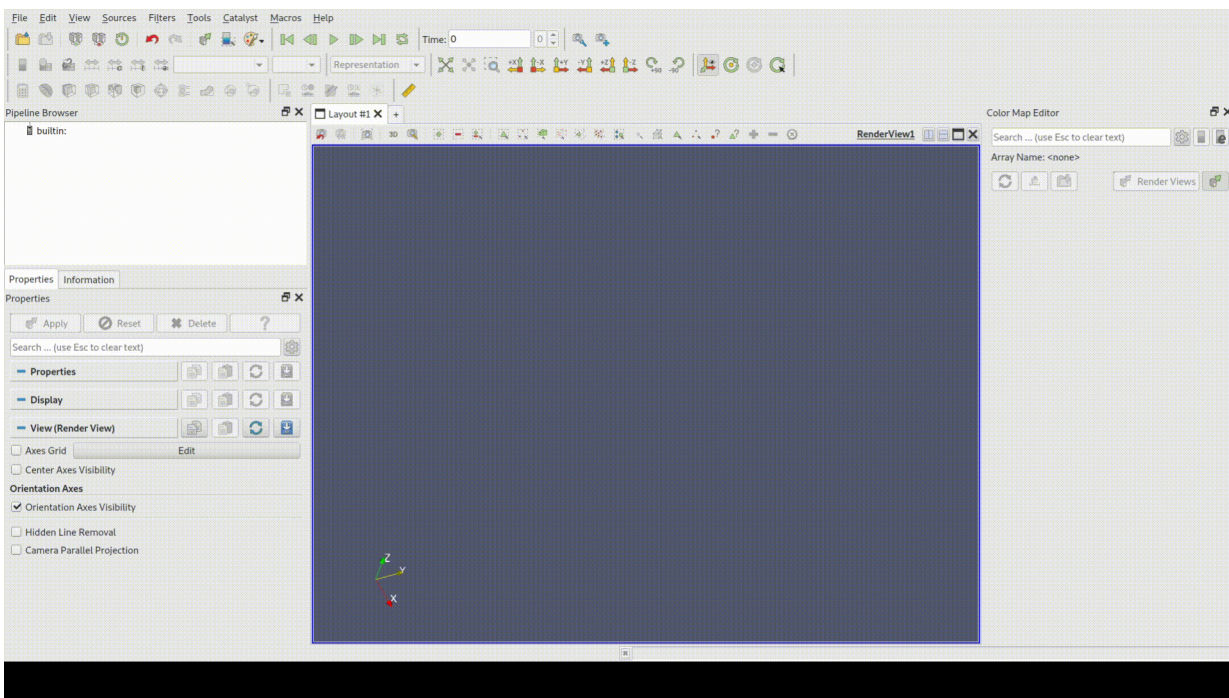 File Edit View Sources Filters Tools Catalyst Macros Help
Time: 0 0
Representation
+X -X +Y -Y +Z -Z +90 -90
Pipeline Browser
builtin:
Layout #1
3D
RenderView1
Properties Information
Properties
Apply Reset Delete ?
Search ... (use Esc to clear text)
Properties
Display
View (Render View)
Axes Grid Edit
Center Axes Visibility
Orientation Axes
Orientation Axes Visibility
Hidden Line Removal
Camera Parallel Projection
Z
Y
X
Color Map Editor
Search ... (use Esc to clear text)
Array Name: <none>
Render Views